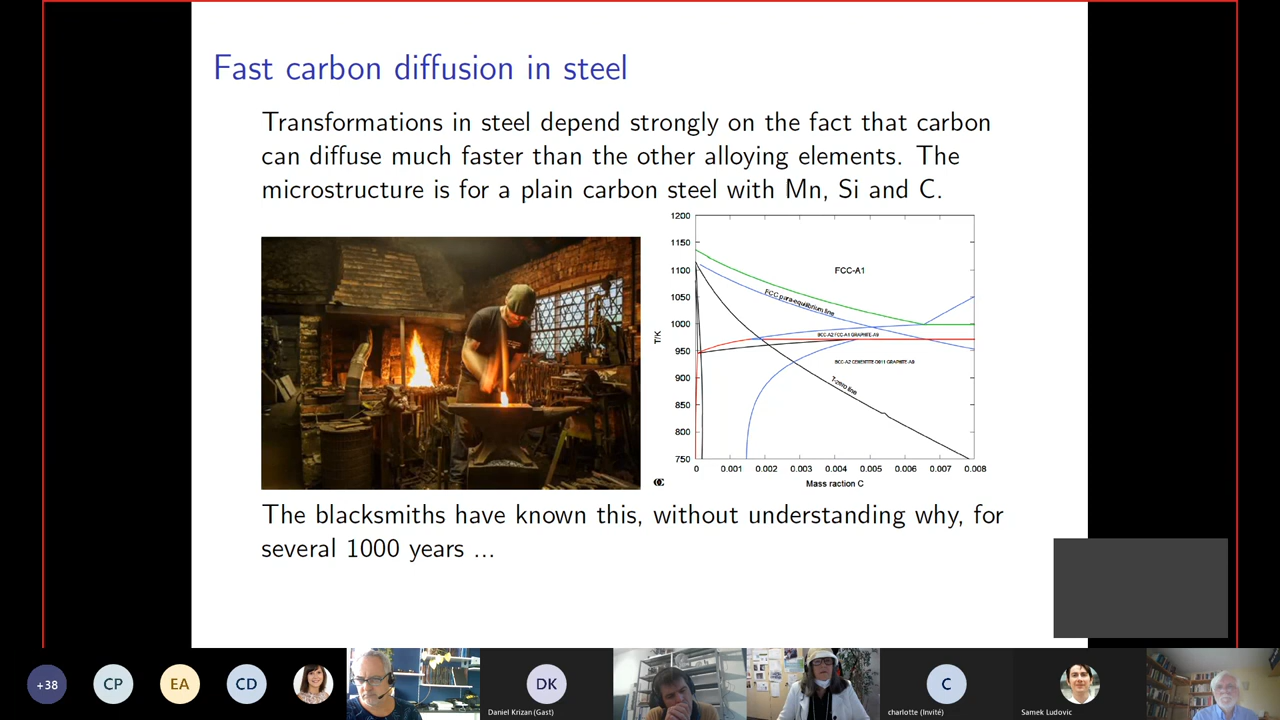 Fast carbon diffusion in steel
Transformations in steel depend strongly on the fact that carbon
can diffuse much faster than the other alloying elements. The
microstructure is for a plain carbon steel with Mn, Si and C.
1200
1150
1100
1050
1000
950
900
850
800
750
T/K
FCC-A1
FCC para-equilibrium line
BCC-A2 FCC-A1 GRAPHITE-A9
BCC-A2 CEMENTITE-D011 GRAPHITE-A9
T-zero line
0 0.001 0.002 0.003 0.004 0.005 0.006 0.007 0.008
Mass raction C
The blacksmiths have known this, without understanding why, for
several 1000 years ...
+38
CP
EA
CD
DK
Daniel Krizan (Gast)
C
charlotte (Invité)
Samek Ludovic